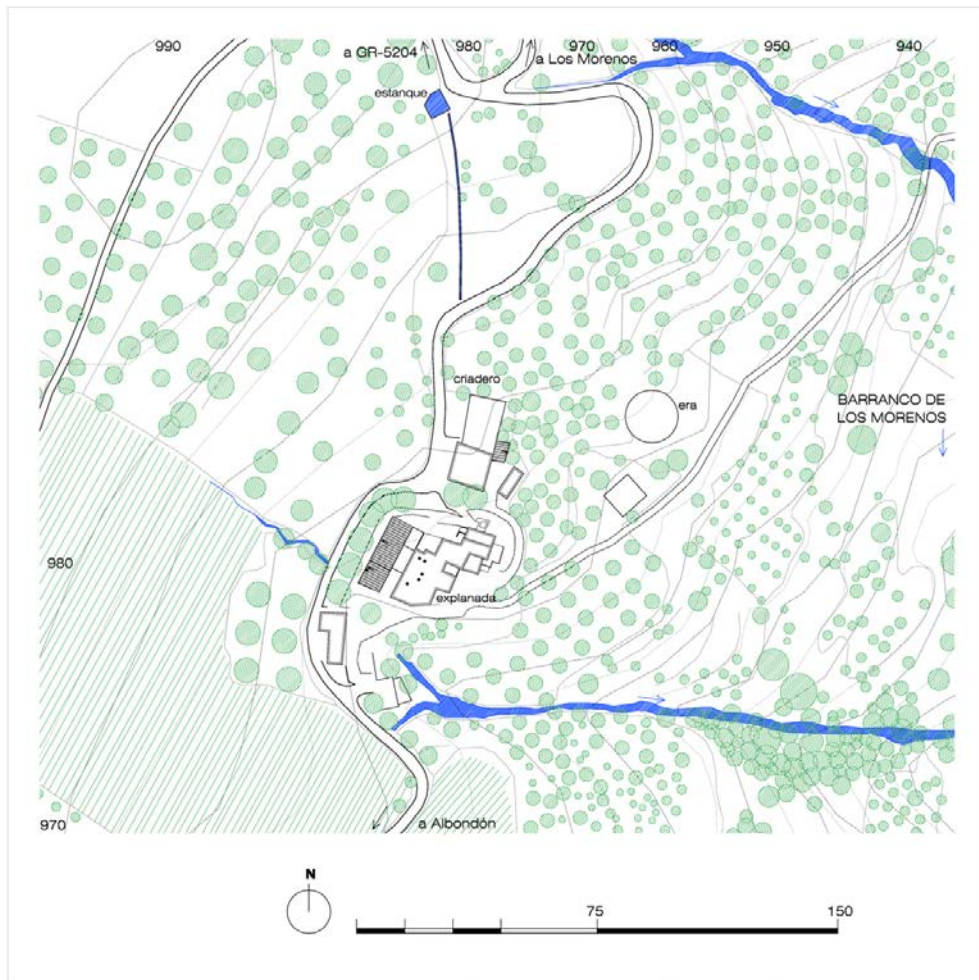 990
a GR-5204
980
970
960
950
940
a Los Morenos
estanque
criadero
era
BARRANCO DE
LOS MORENOS
980
explanada
970
a Albondón
N
75
150